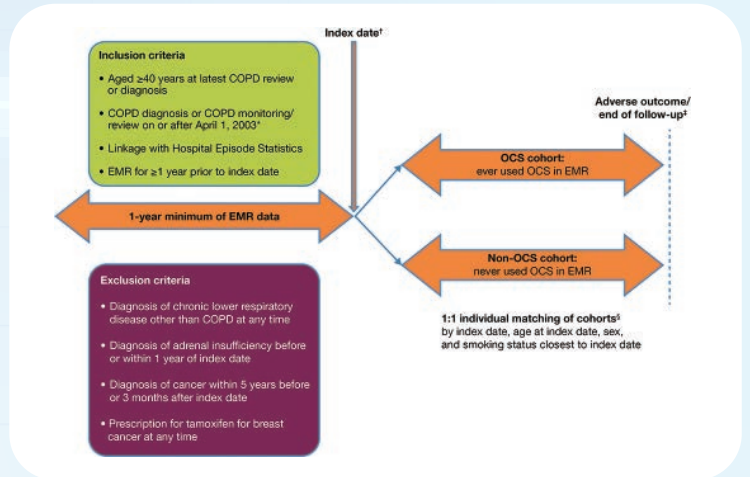 Index date†
Inclusion criteria
• Aged ≥40 years at latest COPD review
or diagnosis
• COPD diagnosis or COPD monitoring/
review on or after April 1, 2003*
• Linkage with Hospital Episode Statistics
• EMR for ≥1 year prior to index date
Adverse outcome/
end of follow-up‡
OCS cohort:
ever used OCS in EMR
1-year minimum of EMR data
Non-OCS cohort:
never used OCS in EMR
Exclusion criteria
• Diagnosis of chronic lower respiratory
disease other than COPD at any time
• Diagnosis of adrenal insufficiency before
or within 1 year of index date
• Diagnosis of cancer within 5 years before
or 3 months after index date
• Prescription for tamoxifen for breast
cancer at any time
1:1 individual matching of cohorts§
by index date, age at index date, sex,
and smoking status closest to index date